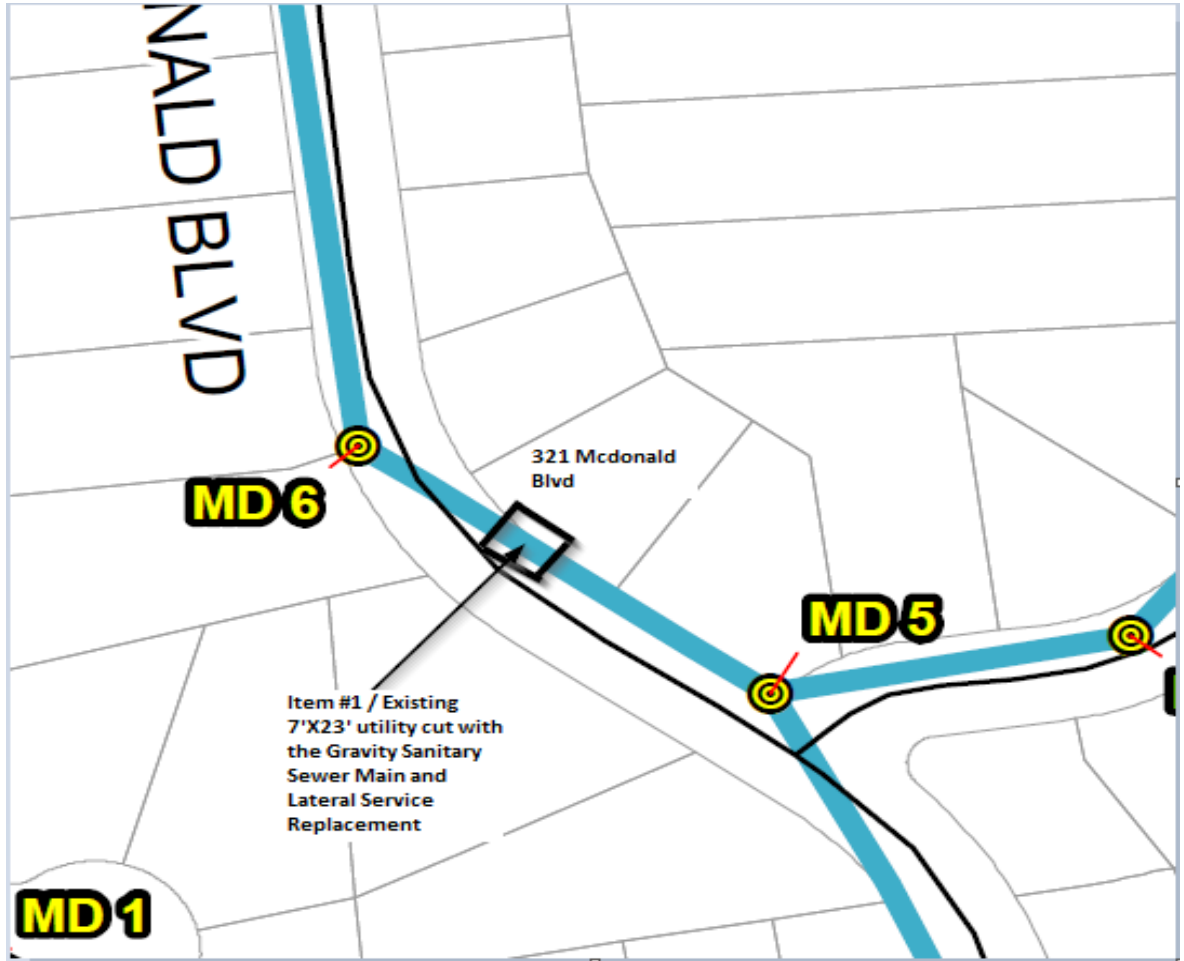 NALD BLVD
321 Mcdonald
Blvd
MD 6
MD 5
Item #1 / Existing
7'X23' utility cut with
the Gravity Sanitary
Sewer Main and
Lateral Service
Replacement
MD 1